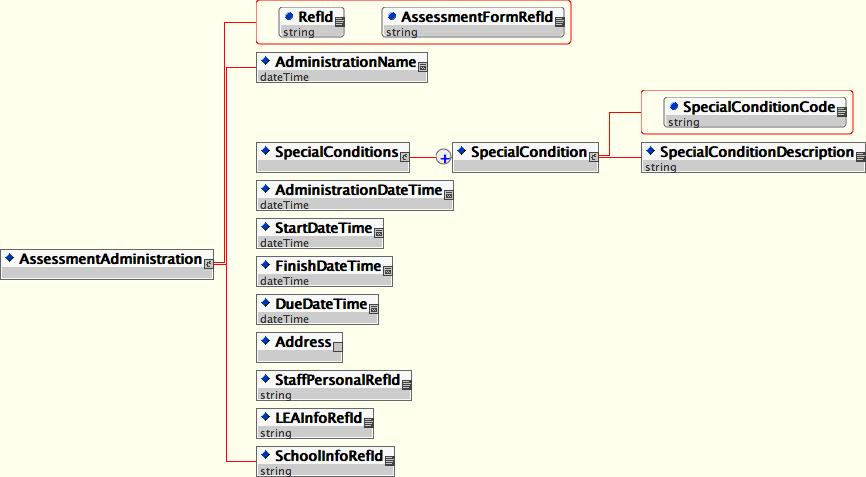 RefId AssessmentFormRefId
string string
AdministrationName
dateTime
SpecialConditionCode
string
SpecialConditions SpecialCondition SpecialConditionDescription
string
AdministrationDateTime
dateTime
StartDateTime
dateTime
AssessmentAdministration
FinishDateTime
dateTime
DueDateTime
dateTime
Address
StaffPersonalRefId
string
LEAInfoRefId
string
SchoolInfoRefId
string